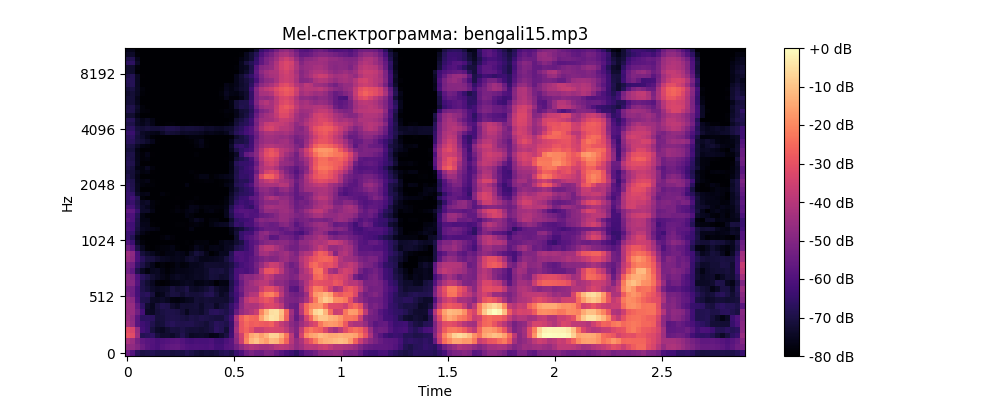 Mel-спектрограмма: bengali15.mp3
8192
4096
2048
1024
512
0
Hz
0
0.5
1
1.5
2
2.5
Time
+0 dB
-10 dB
-20 dB
-30 dB
-40 dB
-50 dB
-60 dB
-70 dB
-80 dB